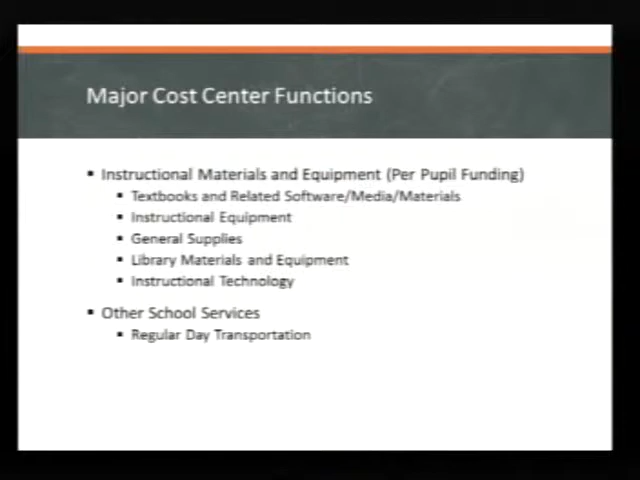 Major Cost Center Functions
Instructional Materials and Equipment (Per Pupil Funding)
Textbooks and Related Software/Media/Materials
Instructional Equipment
General Supplies
Library Materials and Equipment
Instructional Technology
Other School Services
Regular Day Transportation